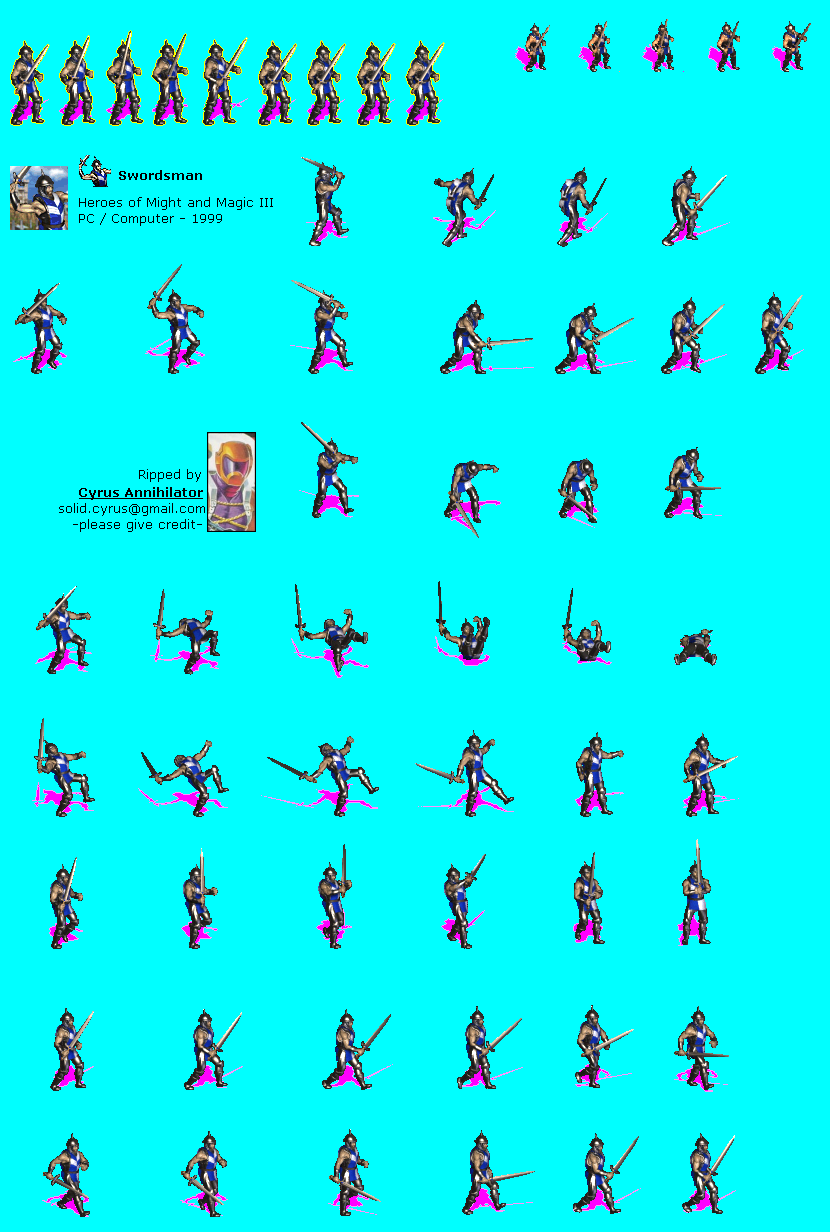 Swordsman
Heroes of Might and Magic III
PC / Computer - 1999
Ripped by
Cyrus Annihilator
solid.cyrus@gmail.com
-please give credit-